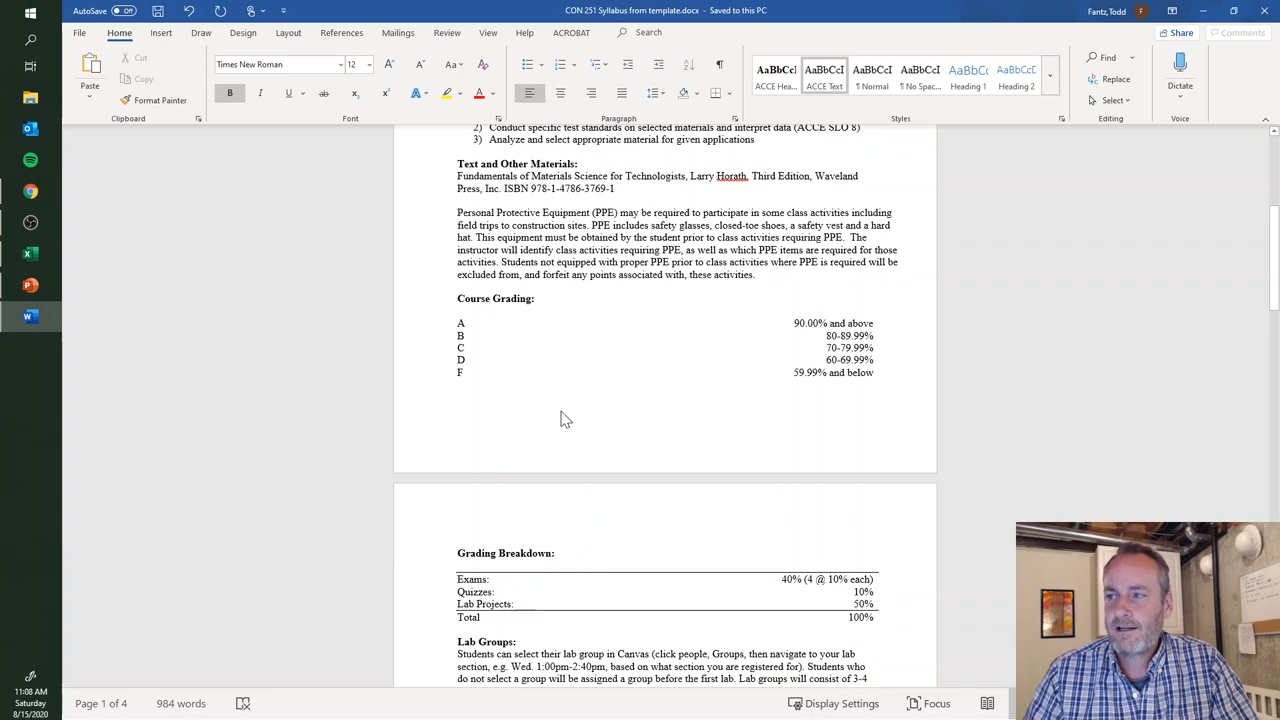 AutoSave Off
CON 251 Syllabus from template.docx - Saved to this PC
Fantz, Todd
File Home Insert Draw Design Layout References Mailings Review View Help ACROBAT Search
Share Comments
Paste
Cut
Copy
Format Painter
Clipboard
Times New Roman 12
Font
Paragraph
AaBbCcI AaBbCcI AaBbCcI AaBbCcI AaBbCc AaBbCcD
ACCE Hea... ACCE Text ¶ Normal ¶ No Spac... Heading 1 Heading 2
Styles
Find
Replace
Select
Editing
Dictate
Voice
2) Conduct specific test standards on selected materials and interpret data (ACCE SLO 8)
3) Analyze and select appropriate material for given applications
Text and Other Materials:
Fundamentals of Materials Science for Technologists, Larry Horath, Third Edition, Waveland
Press, Inc. ISBN 978-1-4786-3769-1
Personal Protective Equipment (PPE) may be required to participate in some class activities including
field trips to construction sites. PPE includes safety glasses, closed-toe shoes, a safety vest and a hard
hat. This equipment must be obtained by the student prior to class activities requiring PPE. The
instructor will identify class activities requiring PPE, as well as which PPE items are required for those
activities. Students not equipped with proper PPE prior to class activities where PPE is required will be
excluded from, and forfeit any points associated with, these activities.
Course Grading:
A 90.00% and above
B 80-89.99%
C 70-79.99%
D 60-69.99%
F 59.99% and below
Grading Breakdown:
Exams: 40% (4 @ 10% each)
Quizzes: 10%
Lab Projects: 50%
Total 100%
Lab Groups:
Students can select their lab group in Canvas (click people, Groups, then navigate to your lab
section, e.g. Wed. 1:00pm-2:40pm, based on what section you are registered for). Students who
do not select a group will be assigned a group before the first lab. Lab groups will consist of 3-4
Page 1 of 4 984 words
Display Settings Focus
11:08 AM
Saturday
8/15/2020